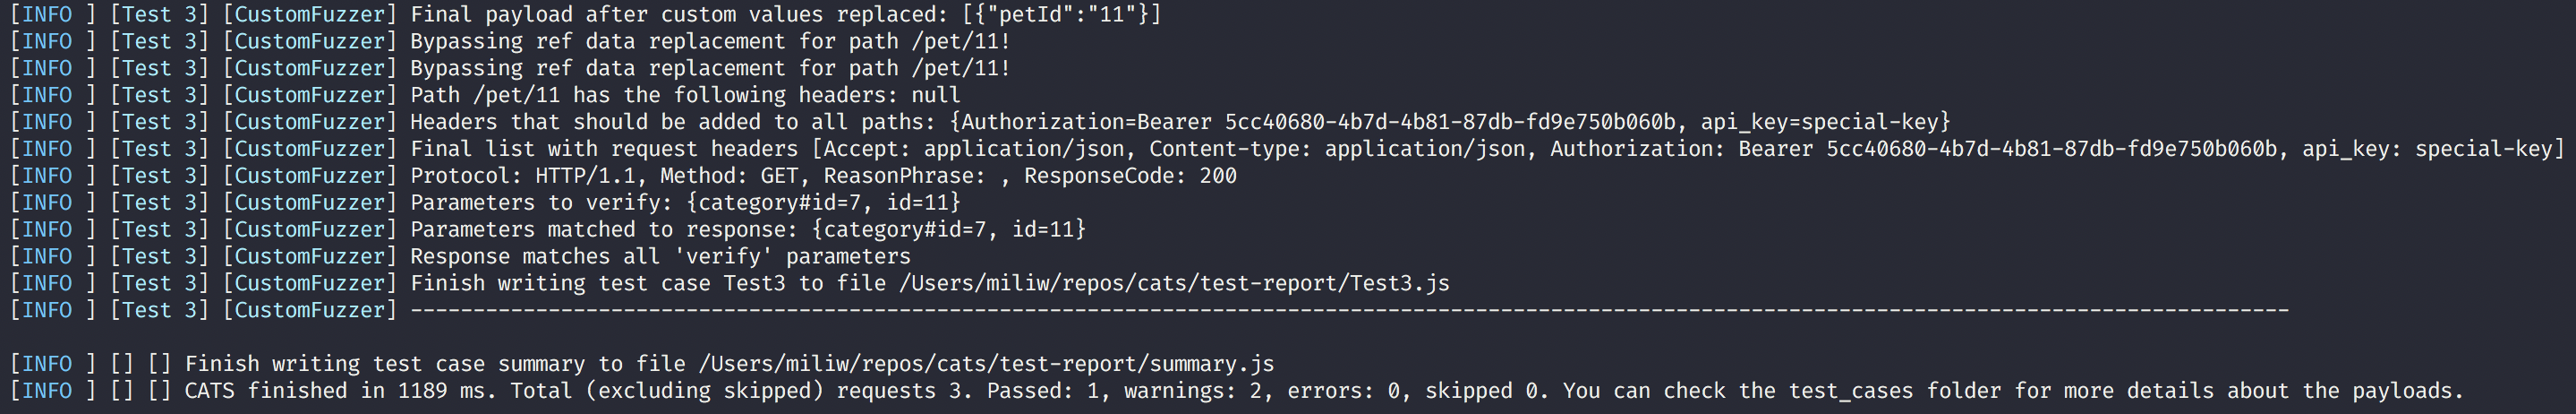 [INFO ] [Test 3] [CustomFuzzer] Final payload after custom values replaced: [{"petId":"11"}]
[INFO ] [Test 3] [CustomFuzzer] Bypassing ref data replacement for path /pet/11!
[INFO ] [Test 3] [CustomFuzzer] Bypassing ref data replacement for path /pet/11!
[INFO ] [Test 3] [CustomFuzzer] Path /pet/11 has the following headers: null
[INFO ] [Test 3] [CustomFuzzer] Headers that should be added to all paths: {Authorization=Bearer 5cc40680-4b7d-4b81-87db-fd9e750b060b, api_key=special-key}
[INFO ] [Test 3] [CustomFuzzer] Final list with request headers [Accept: application/json, Content-type: application/json, Authorization: Bearer 5cc40680-4b7d-4b81-87db-fd9e750b060b, api_key: special-key]
[INFO ] [Test 3] [CustomFuzzer] Protocol: HTTP/1.1, Method: GET, ReasonPhrase: , ResponseCode: 200
[INFO ] [Test 3] [CustomFuzzer] Parameters to verify: {category#id=7, id=11}
[INFO ] [Test 3] [CustomFuzzer] Parameters matched to response: {category#id=7, id=11}
[INFO ] [Test 3] [CustomFuzzer] Response matches all 'verify' parameters
[INFO ] [Test 3] [CustomFuzzer] Finish writing test case Test3 to file /Users/miliw/repos/cats/test-report/Test3.js
[INFO ] [Test 3] [CustomFuzzer] ------------------------------------------------------------------------------------------------------------------------------------------------------
[INFO ] [] [] Finish writing test case summary to file /Users/miliw/repos/cats/test-report/summary.js
[INFO ] [] [] CATS finished in 1189 ms. Total (excluding skipped) requests 3. Passed: 1, warnings: 2, errors: 0, skipped 0. You can check the test_cases folder for more details about the payloads.